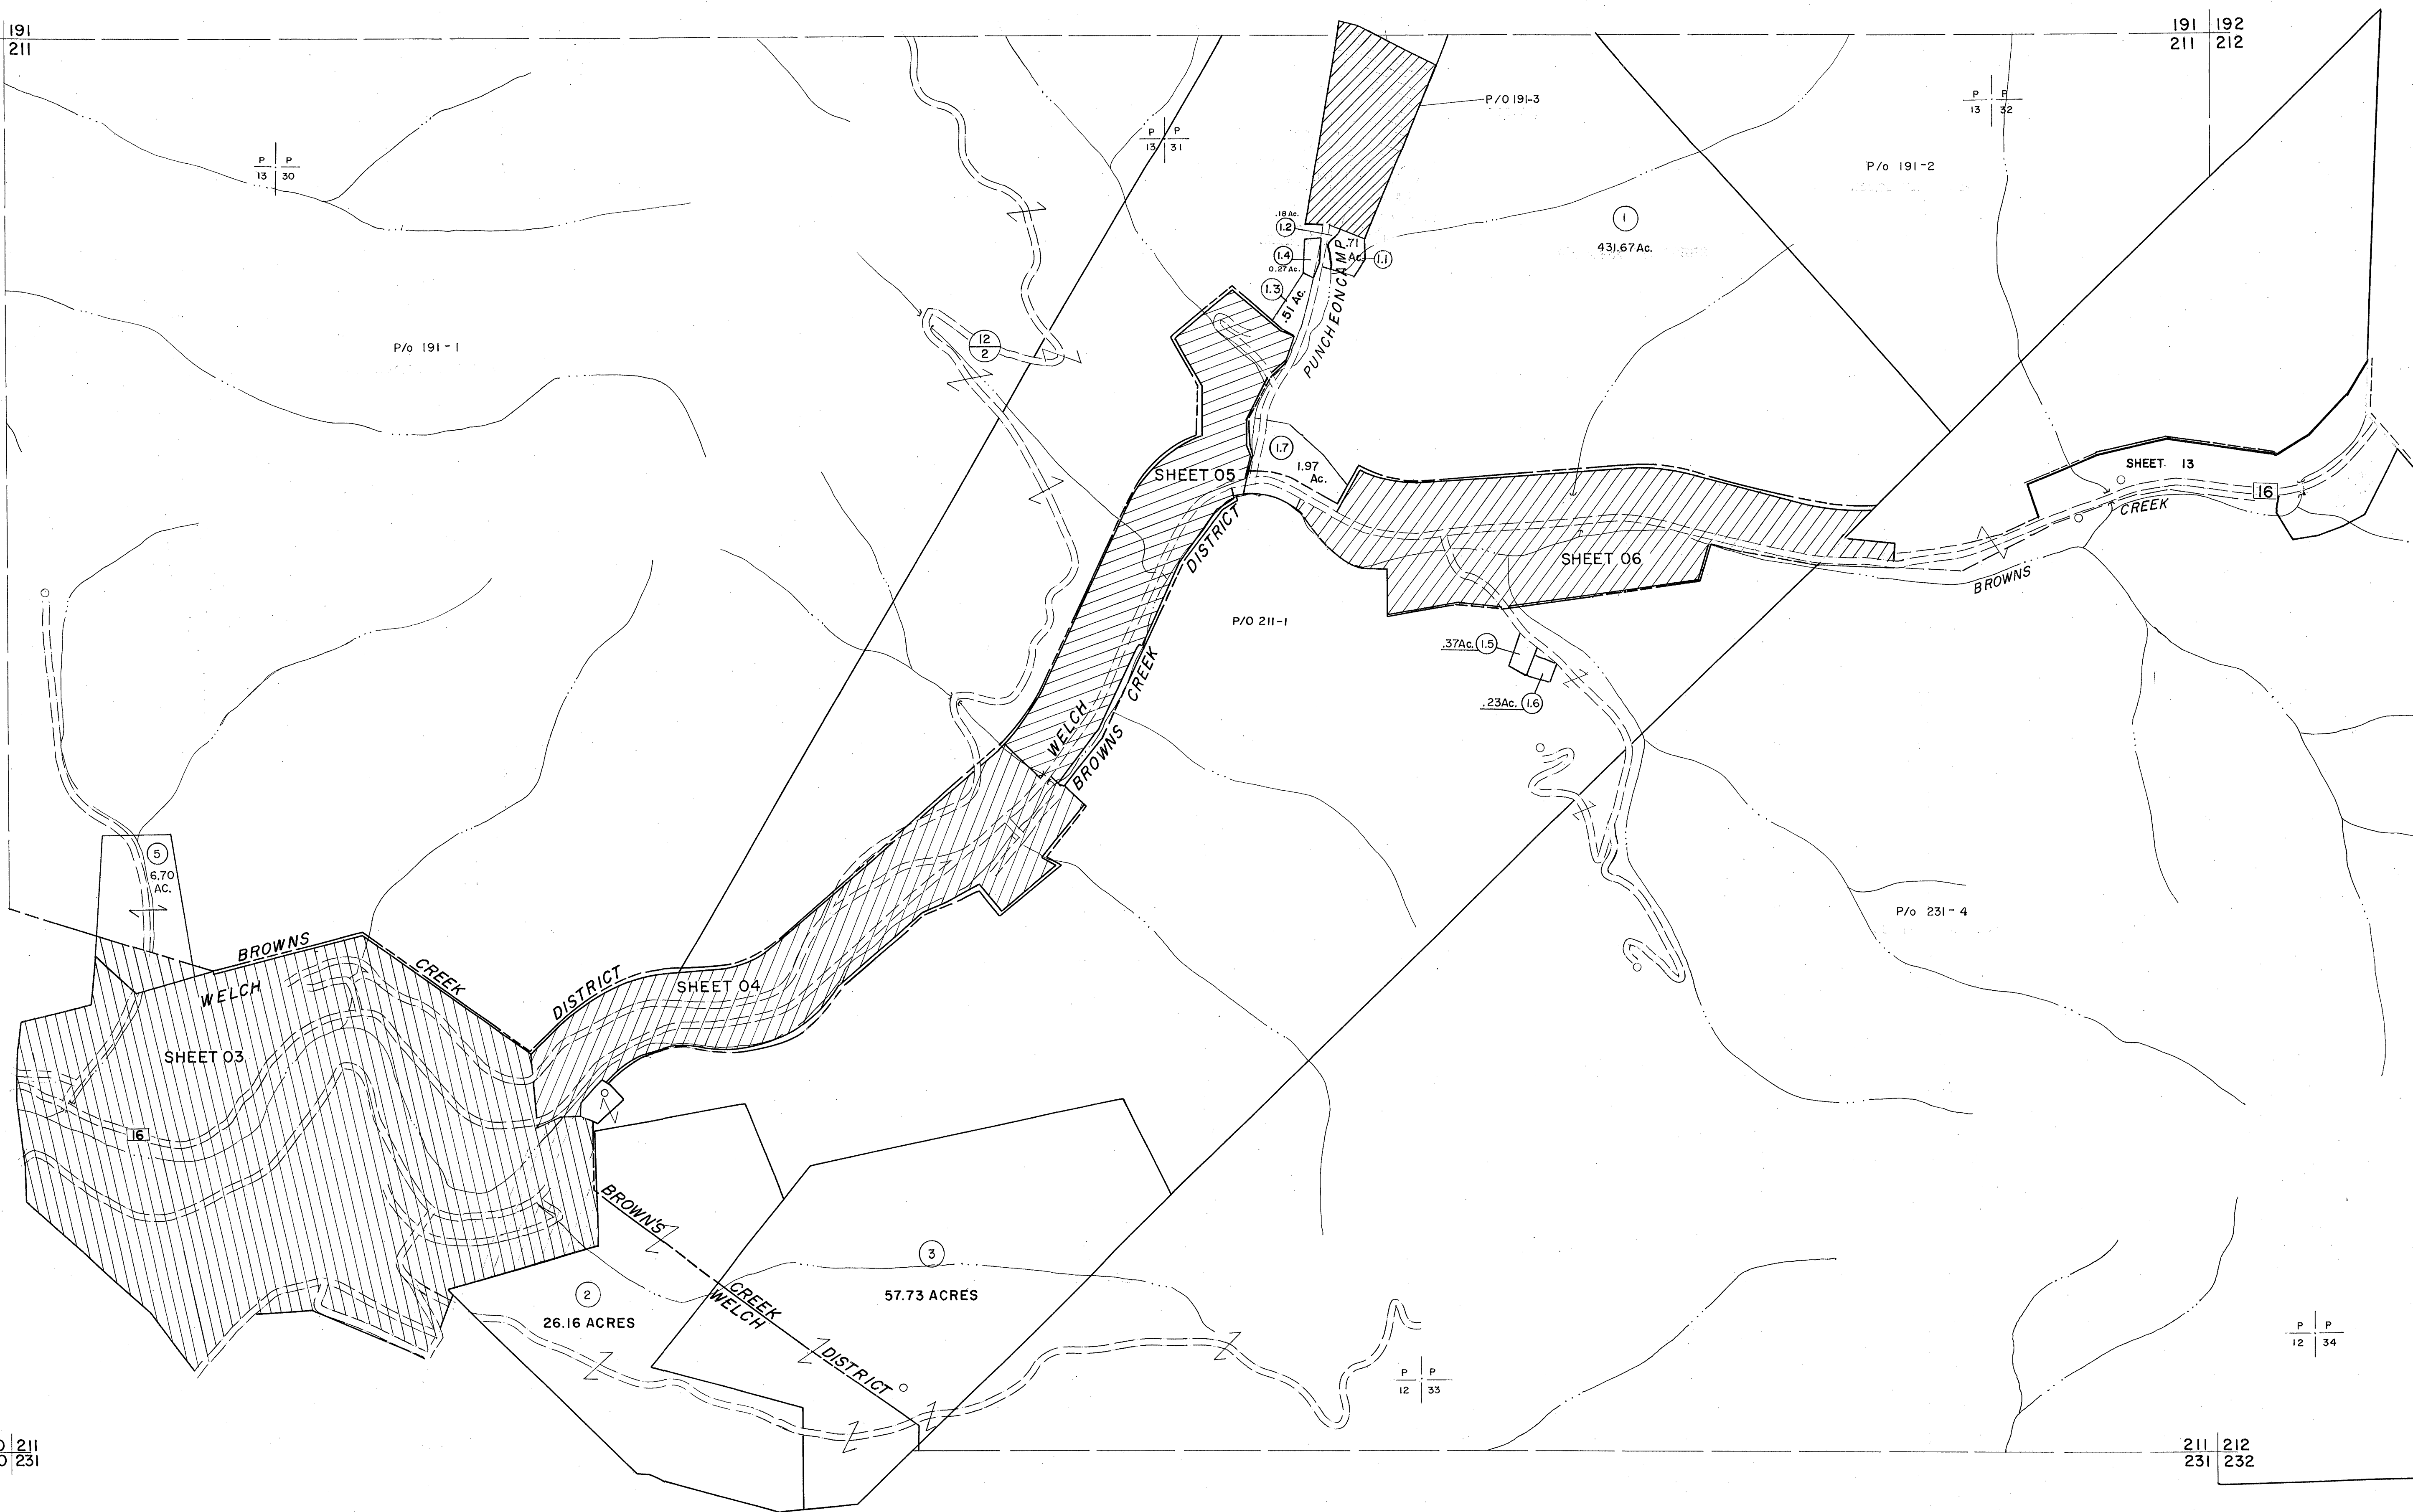 191
211
191 192
211 212
P/O 191-3
P P
13 32
P P
13 31
P P
13 30
P/o 191-2
.18 Ac.
1.2
1
431.67 Ac.
.71
Ac.
1.1
1.4
0.27 Ac.
1.3
.51 Ac.
PUNCHEONCAMP
12
2
P/o 191-1
1.7
1.97
Ac.
SHEET 05
SHEET 13
16
CREEK
DISTRICT
SHEET 06
BROWNS
P/O 211-1
.37Ac. 1.5
.23Ac. 1.6
CREEK
WELCH
BROWNS
5
6.70
AC.
P/o 231-4
BROWNS
CREEK
WELCH
DISTRICT
SHEET 04
SHEET 03
16
BROWN'S
3
57.73 ACRES
CREEK
WELCH
2
26.16 ACRES
DISTRICT
P P
12 34
P P
12 33
0 211
0 231
211 212
231 232